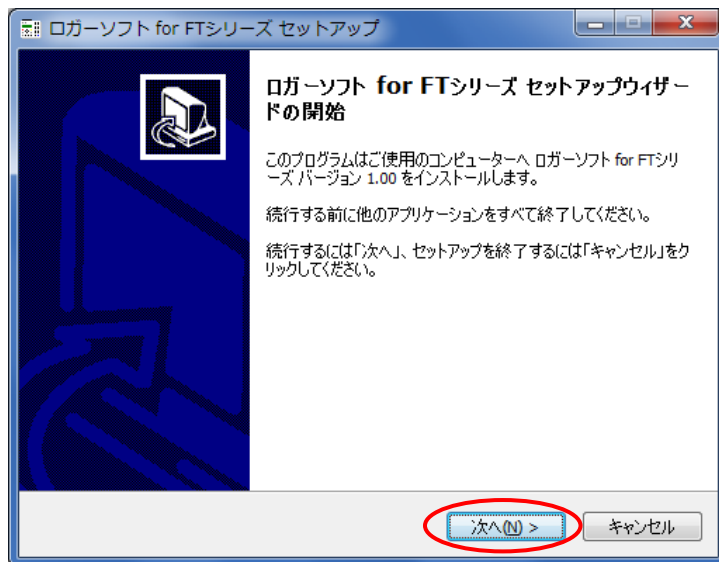 ロガーソフト for FTシリーズ セットアップ
ロガーソフト for FTシリーズ セットアップウィザー
ドの開始
このプログラムはご使用のコンピューターへ ロガーソフト for FTシリ
ーズ バージョン 1.00 をインストールします。
続行する前に他のアプリケーションをすべて終了してください。
続行するには「次へ」、セットアップを終了するには「キャンセル」をク
リックしてください。
次へ(N) >
キャンセル